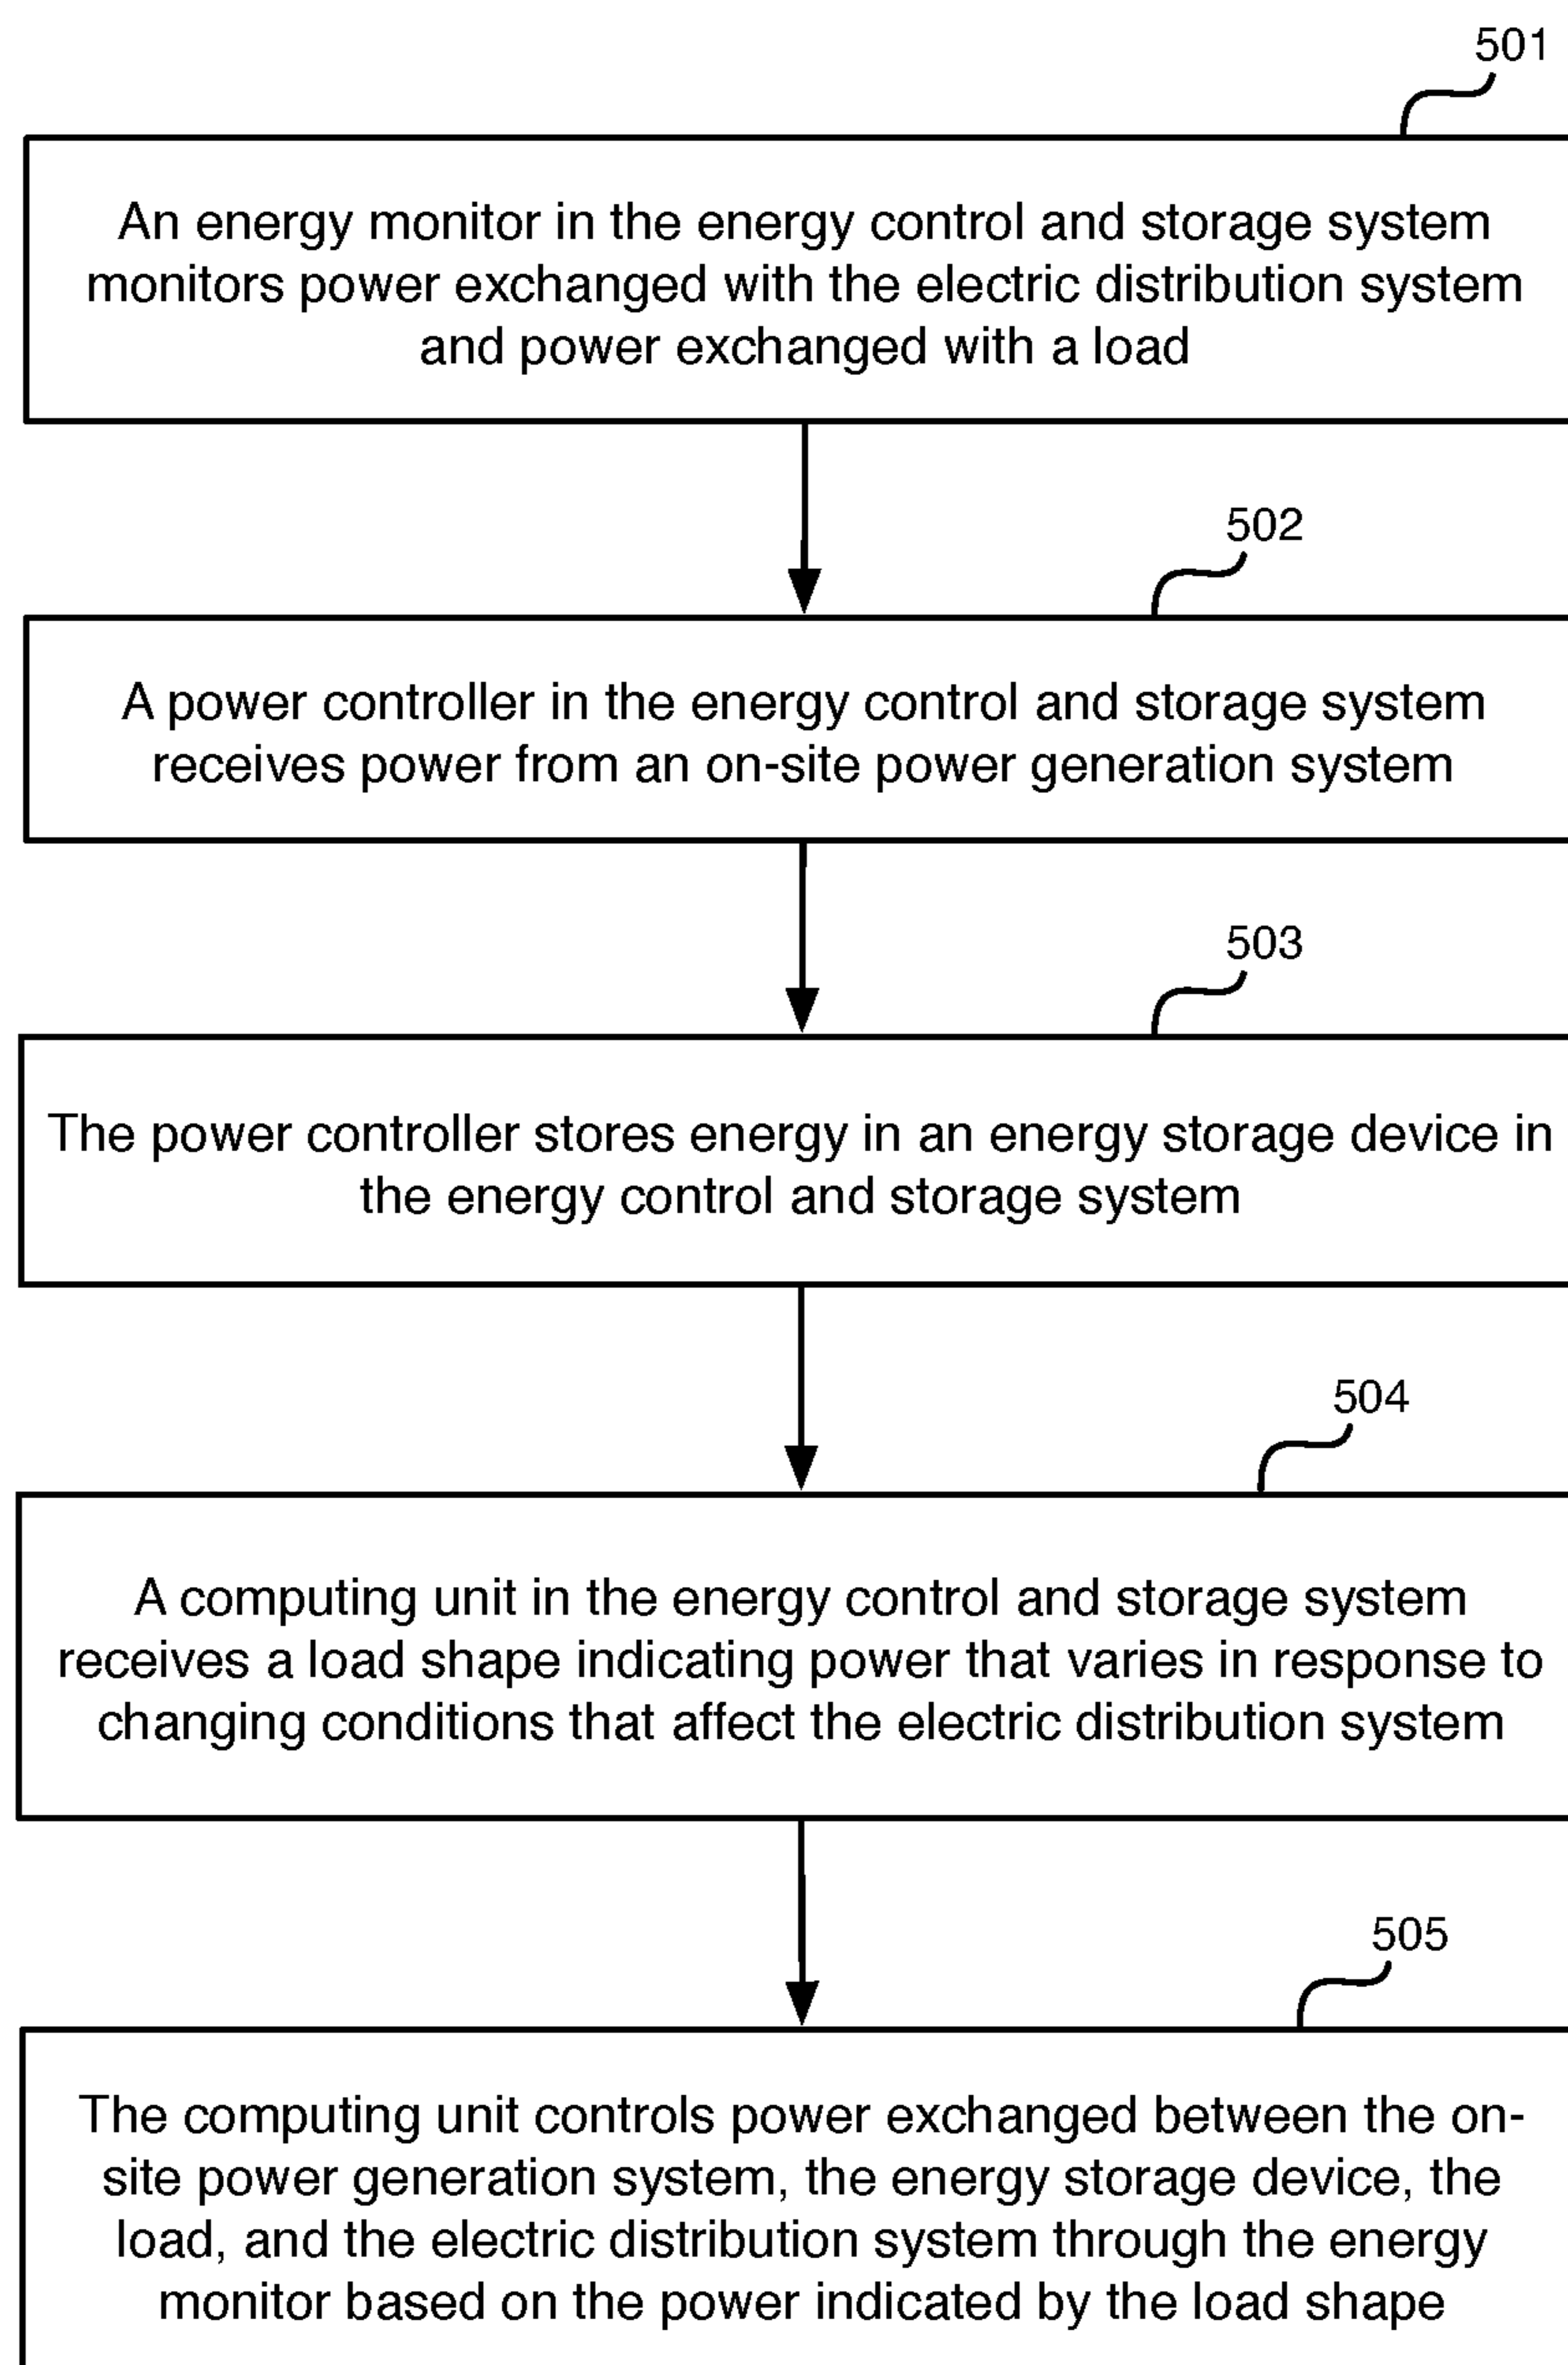 501
An energy monitor in the energy control and storage system
monitors power exchanged with the electric distribution system
and power exchanged with a load
502
A power controller in the energy control and storage system
receives power from an on-site power generation system
503
The power controller stores energy in an energy storage device in
the energy control and storage system
504
A computing unit in the energy control and storage system
receives a load shape indicating power that varies in response to
changing conditions that affect the electric distribution system
505
The computing unit controls power exchanged between the on-
site power generation system, the energy storage device, the
load, and the electric distribution system through the energy
monitor based on the power indicated by the load shape